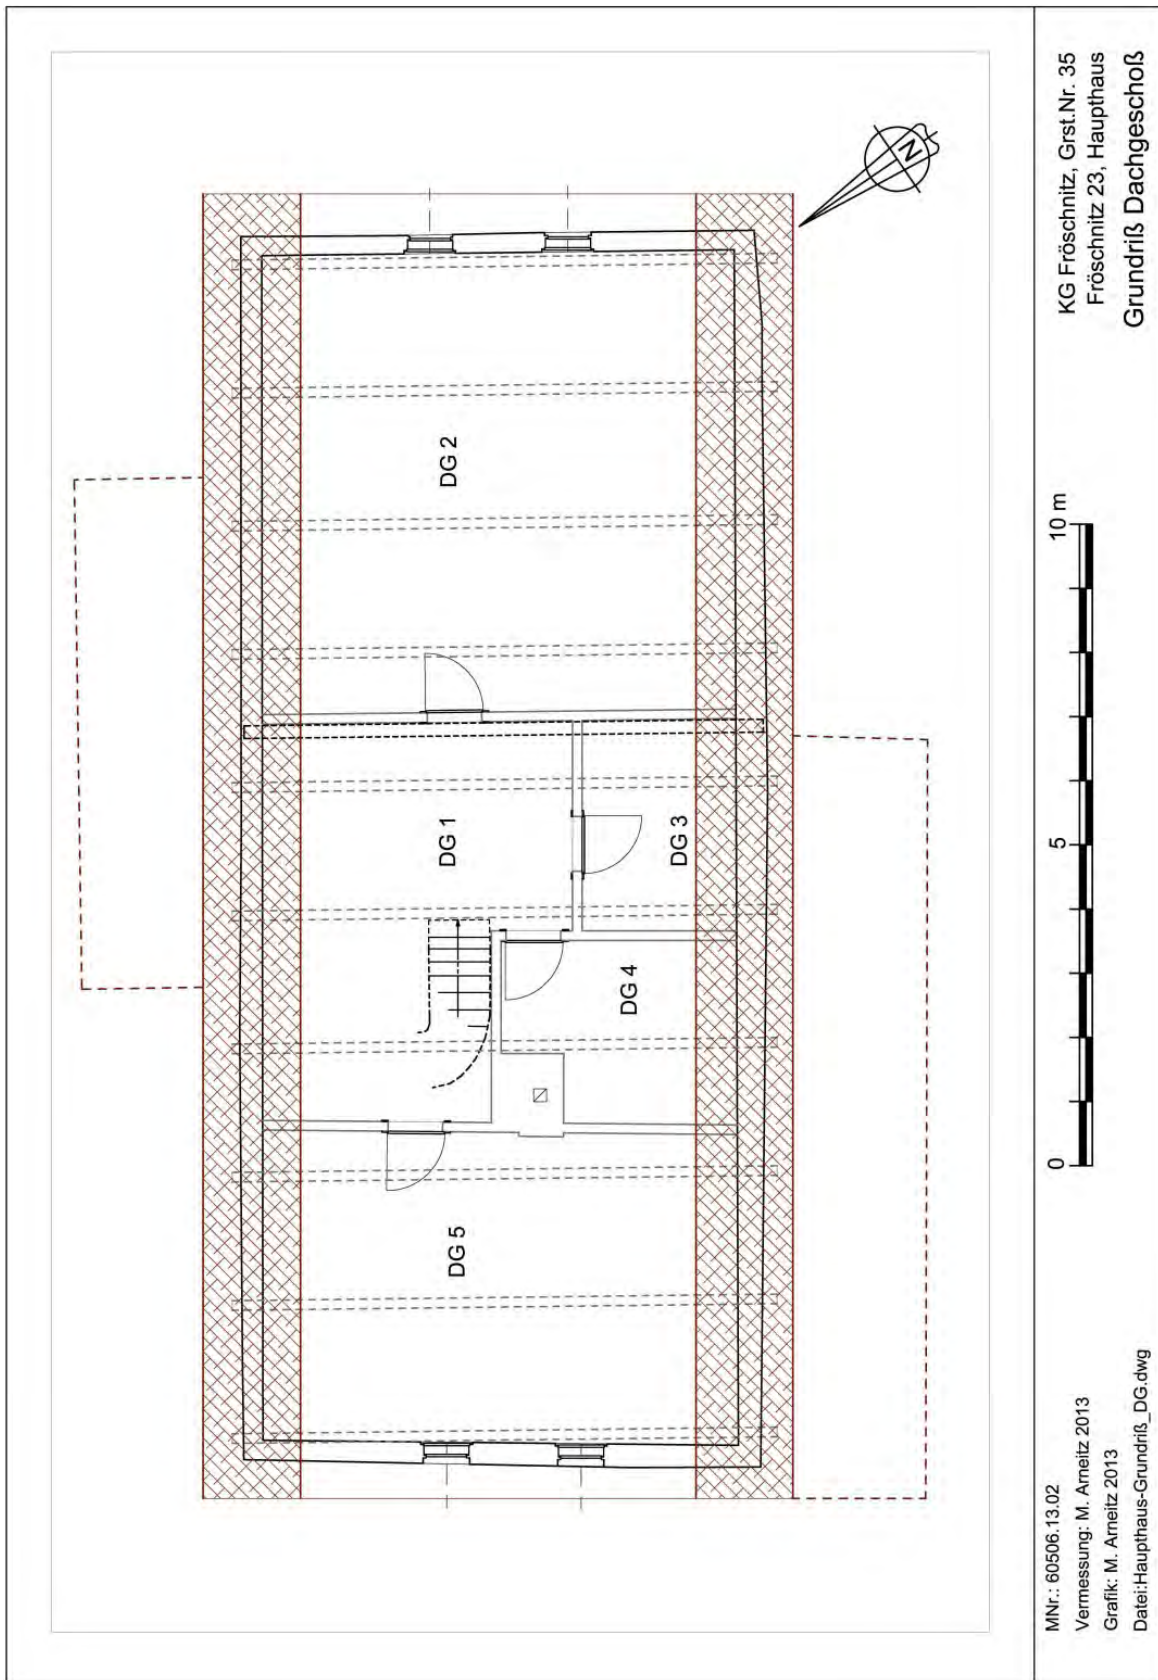 DG 5
DG 4
DG 1
DG 3
DG 2
N
MNr.: 60506.13.02
Vermessung: M. Arneitz 2013
Grafik: M. Arneitz 2013
Datei:Haupthaus-Grundriß_DG.dwg
0
5
10 m
KG Fröschnitz, Grst.Nr. 35
Fröschnitz 23, Haupthaus
Grundriß Dachgeschoß